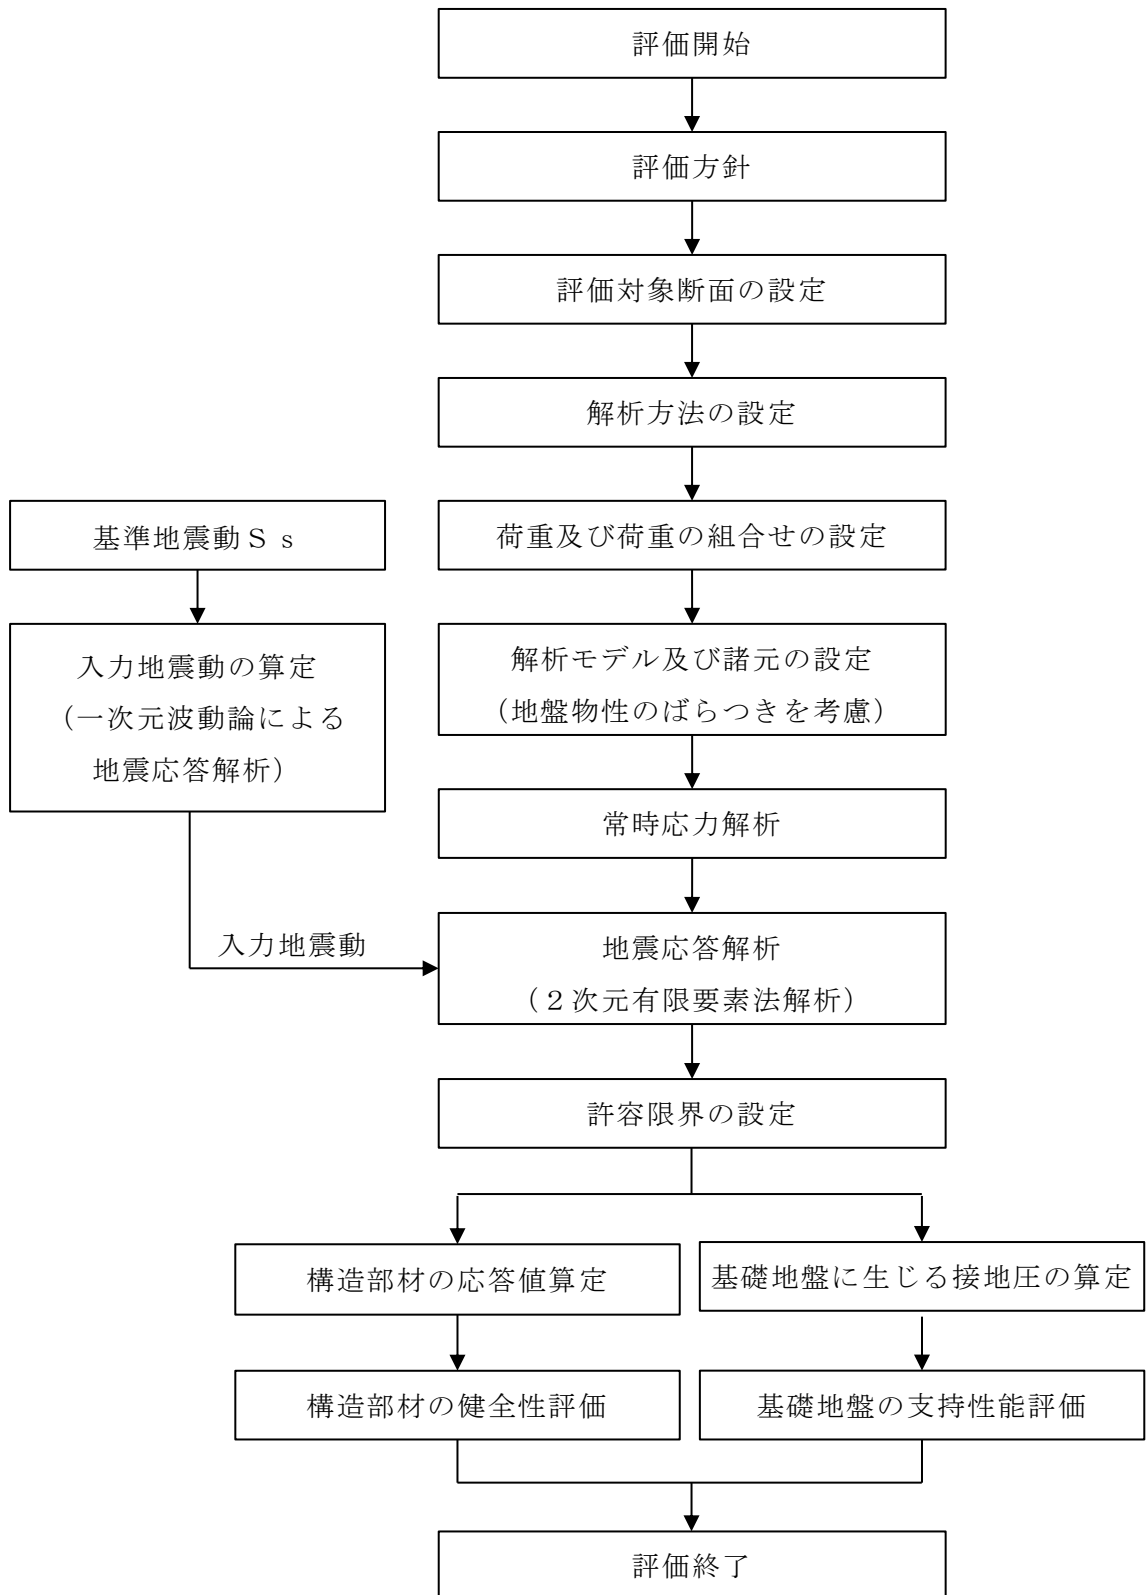 評価開始
評価方針
評価対象断面の設定
解析方法の設定
荷重及び荷重の組合せの設定
基準地震動Ｓｓ
解析モデル及び諸元の設定
（地盤物性のばらつきを考慮）
入力地震動の算定
（一次元波動論による
地震応答解析）
常時応力解析
入力地震動
地震応答解析
（２次元有限要素法解析）
許容限界の設定
構造部材の応答値算定
基礎地盤に生じる接地圧の算定
構造部材の健全性評価
基礎地盤の支持性能評価
評価終了